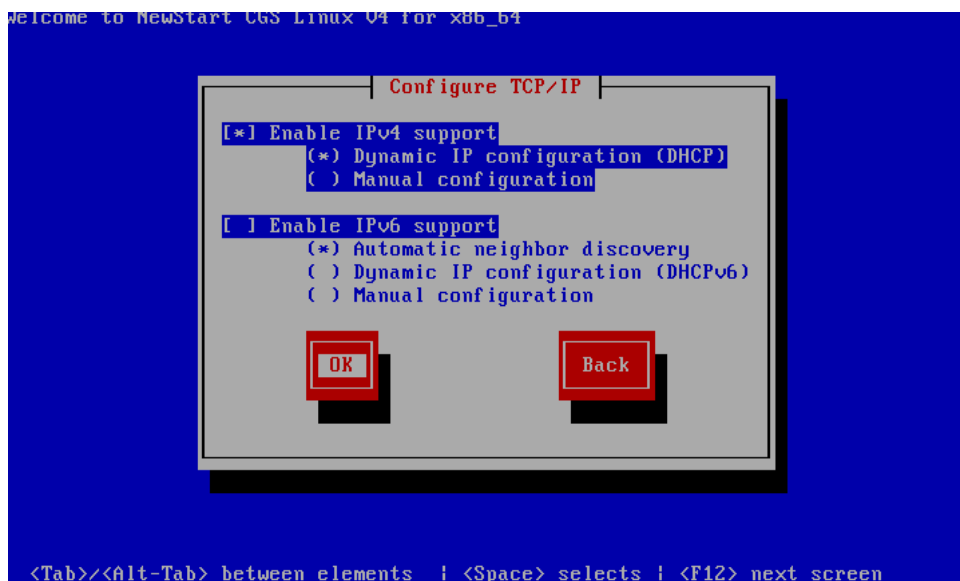 Welcome to NewStart CGS Linux V4 for x86_64
Configure TCP/IP
[*] Enable IPv4 support
(*) Dynamic IP configuration (DHCP)
( ) Manual configuration
[ ] Enable IPv6 support
(*) Automatic neighbor discovery
( ) Dynamic IP configuration (DHCPv6)
( ) Manual configuration
OK Back
<Tab>/<Alt-Tab> between elements | <Space> selects | <F12> next screen